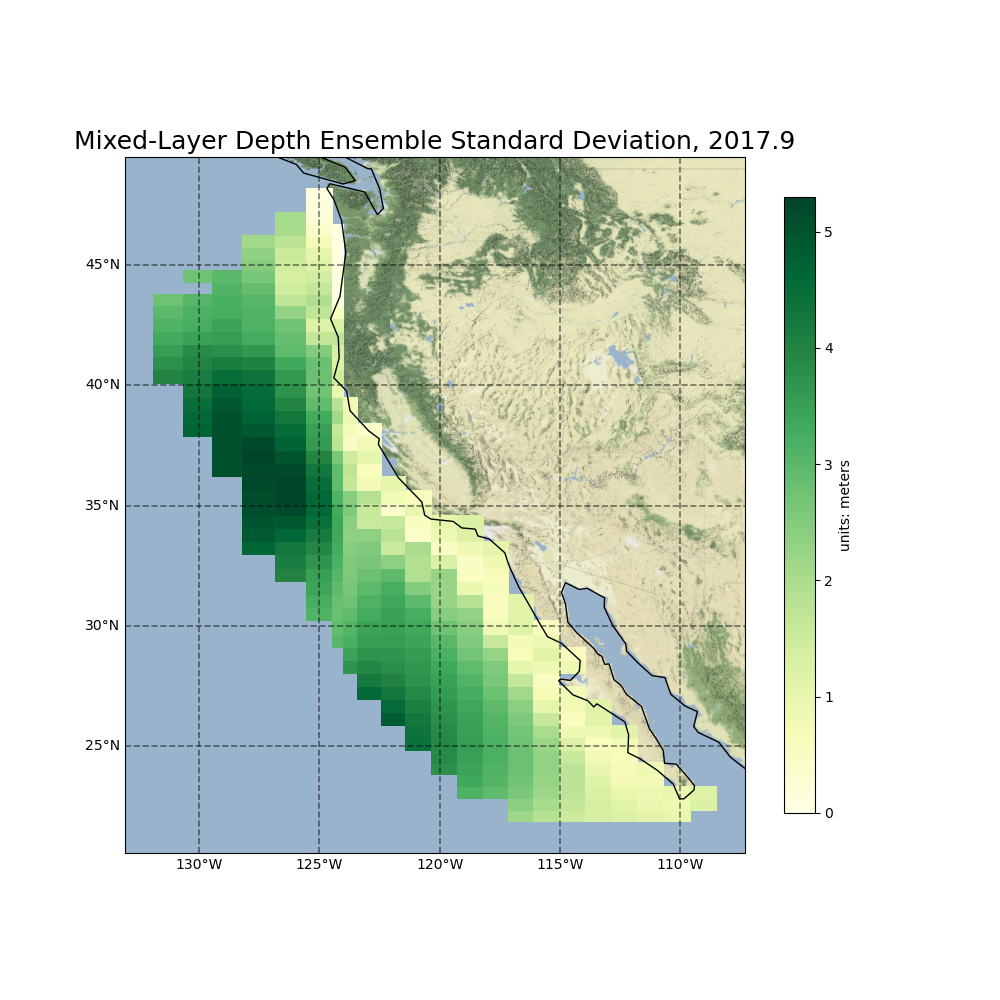 Mixed-Layer Depth Ensemble Standard Deviation, 2017.9
45°N
40°N
35°N
30°N
25°N
130°W 125°W 120°W 115°W 110°W
5
4
3
2
1
0
units: meters